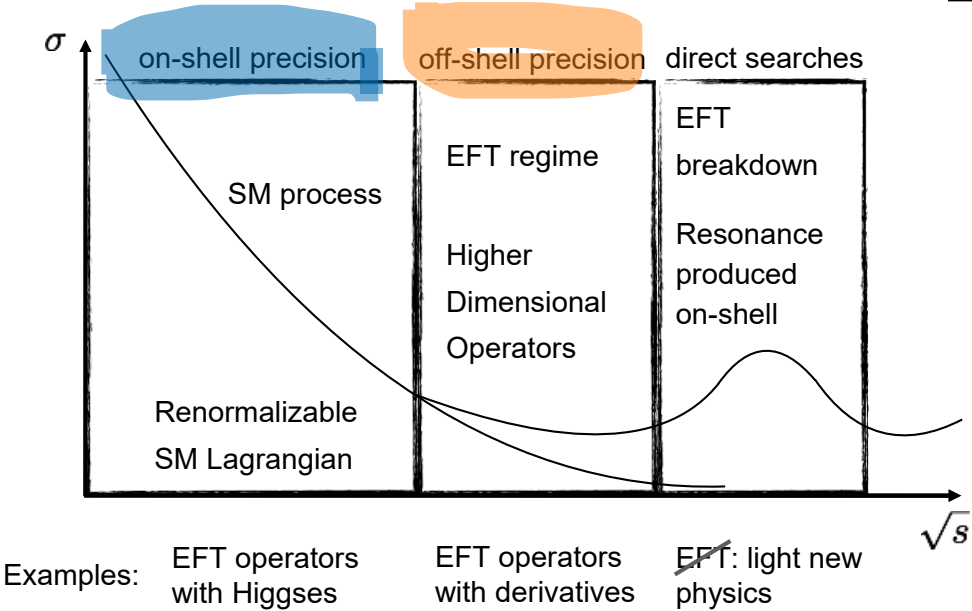 σ
on-shell precision
off-shell precision
direct searches
SM process
Renormalizable
SM Lagrangian
EFT regime
Higher
Dimensional
Operators
EFT
breakdown
Resonance
produced
on-shell
√s
Examples:
EFT operators
with Higgses
EFT operators
with derivatives
EFT: light new
physics